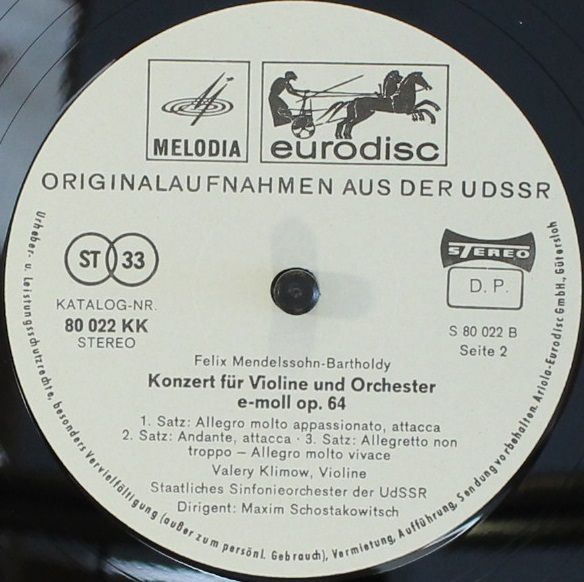 MELODIA
eurodisc
ORIGINALAUFNAHMEN AUS DER UDSSR
ST 33
KATALOG-NR.
80 022 KK
STEREO
STEREO
D. P.
S 80 022 B
Seite 2
Felix Mendelssohn-Bartholdy
Konzert für Violine und Orchester
e-moll op. 64
1. Satz: Allegro molto appassionato, attacca
2. Satz: Andante, attacca · 3. Satz: Allegretto non
troppo — Allegro molto vivace
Valery Klimow, Violine
Staatliches Sinfonieorchester der UdSSR
Dirigent: Maxim Schostakowitsch
Urheber- u. Leistungsschutzrechte, besonders Vervielfältigung (außer zum persönl. Gebrauch), Vermietung, Aufführung, Sendung vorbehalten. Ariola-Eurodisc GmbH., Gütersloh